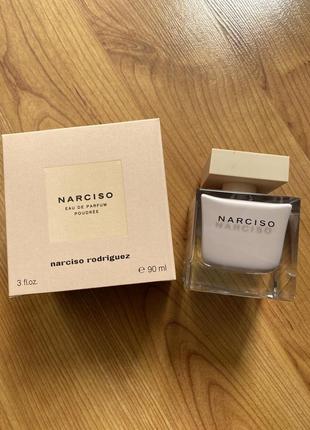 NARCISO
EAU DE PARFUM
POUDRÉE
narciso rodriguez
3 fl.oz.
℮ 90 ml
NARCISO
NARCISO